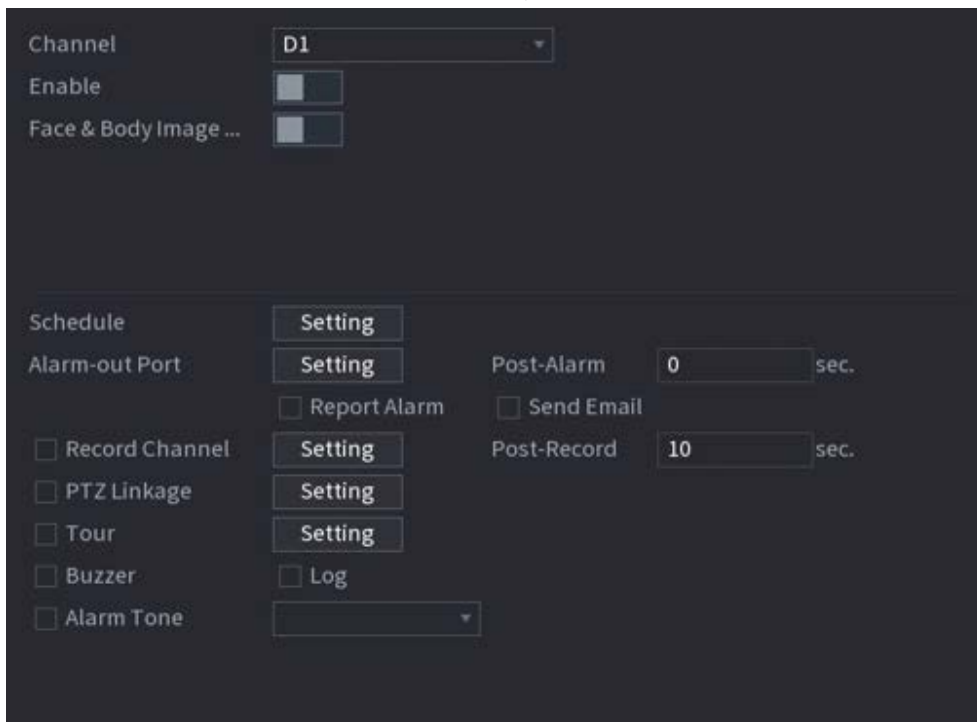 Channel D1
Enable
Face & Body Image ...
Schedule Setting
Alarm-out Port Setting Post-Alarm 0 sec.
Report Alarm Send Email
Record Channel Setting Post-Record 10 sec.
PTZ Linkage Setting
Tour Setting
Buzzer Log
Alarm Tone